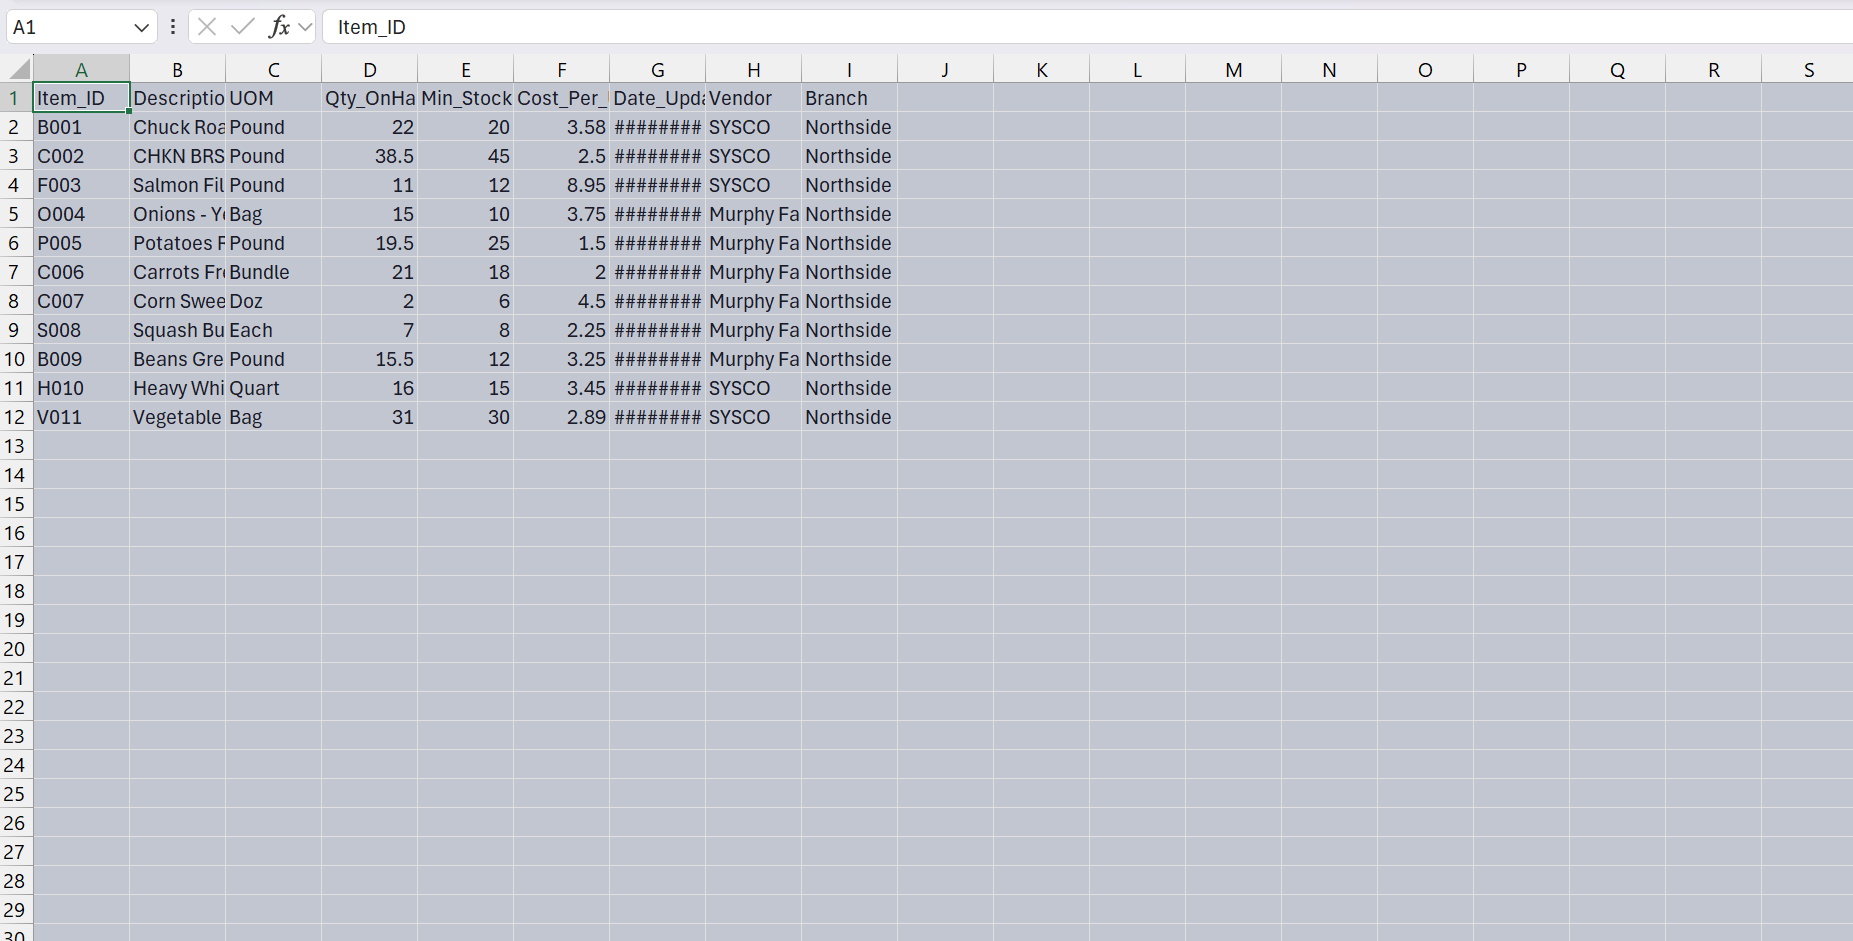 A1 fx Item_ID
A B C D E F G H I J K L M N O P Q R S
1 Item_ID Descriptio UOM Qty_OnHa Min_Stock Cost_Per_ Date_Upda Vendor Branch
2 B001 Chuck Roa Pound 22 20 3.58 ######## SYSCO Northside
3 C002 CHKN BRS Pound 38.5 45 2.5 ######## SYSCO Northside
4 F003 Salmon Fil Pound 11 12 8.95 ######## SYSCO Northside
5 O004 Onions - Y Bag 15 10 3.75 ######## Murphy Fa Northside
6 P005 Potatoes F Pound 19.5 25 1.5 ######## Murphy Fa Northside
7 C006 Carrots Fr Bundle 21 18 2 ######## Murphy Fa Northside
8 C007 Corn Swee Doz 2 6 4.5 ######## Murphy Fa Northside
9 S008 Squash Bu Each 7 8 2.25 ######## Murphy Fa Northside
10 B009 Beans Gre Pound 15.5 12 3.25 ######## Murphy Fa Northside
11 H010 Heavy Whi Quart 16 15 3.45 ######## SYSCO Northside
12 V011 Vegetable Bag 31 30 2.89 ######## SYSCO Northside
13
14
15
16
17
18
19
20
21
22
23
24
25
26
27
28
29
30